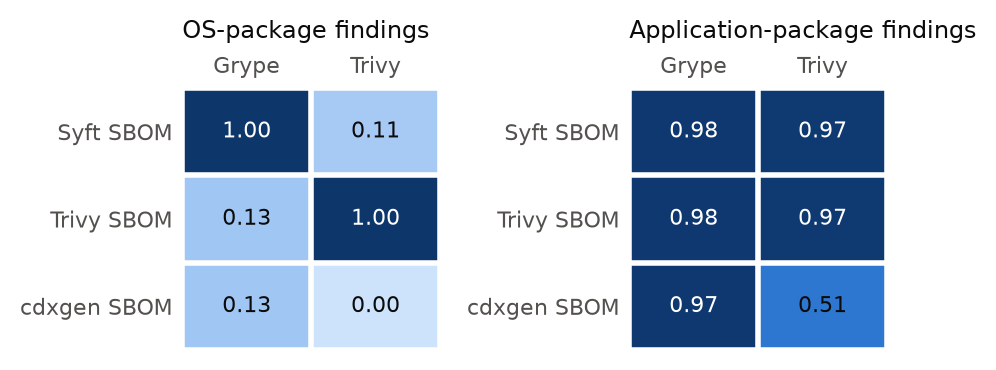 OS-package findings
Grype Trivy
Syft SBOM 1.00 0.11
Trivy SBOM 0.13 1.00
cdxgen SBOM 0.13 0.00
Application-package findings
Grype Trivy
Syft SBOM 0.98 0.97
Trivy SBOM 0.98 0.97
cdxgen SBOM 0.97 0.51